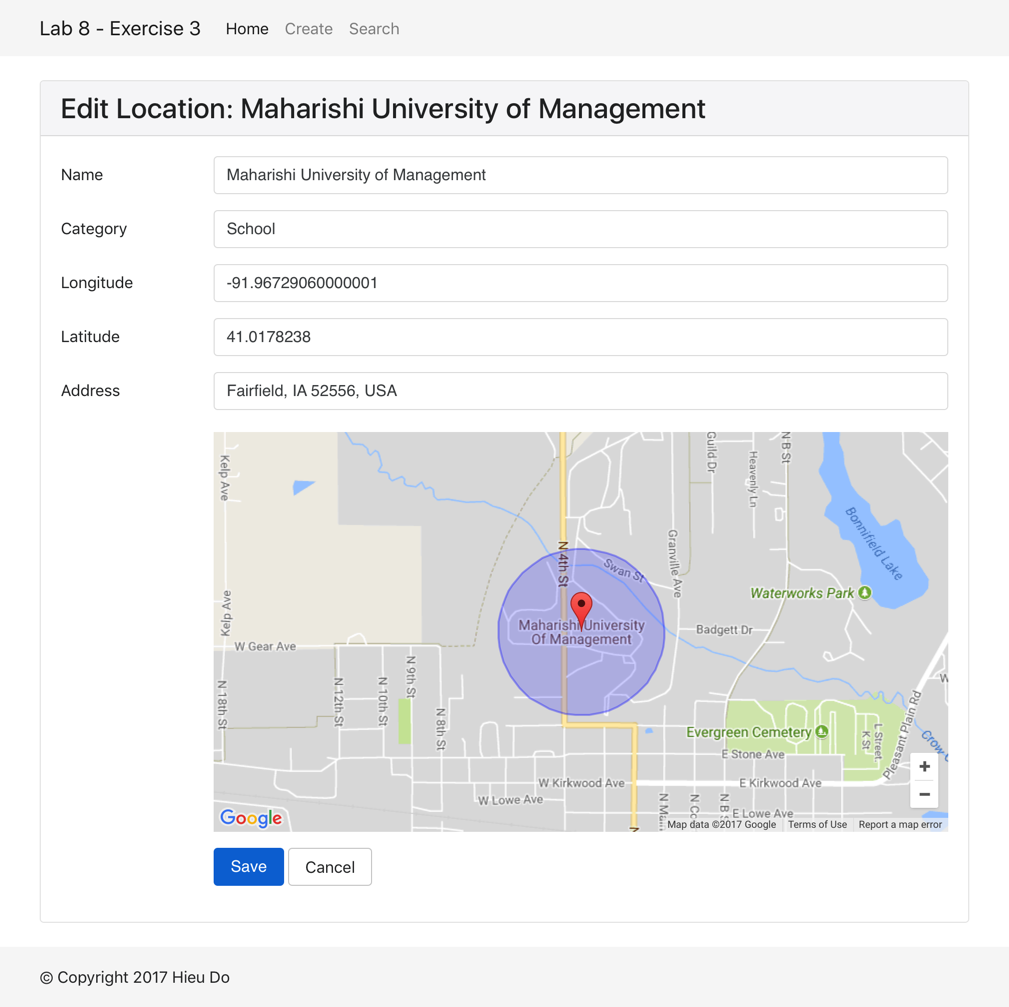 Lab 8 - Exercise 3 Home Create Search
Edit Location: Maharishi University of Management
Name Maharishi University of Management
Category School
Longitude -91.96729060000001
Latitude 41.0178238
Address Fairfield, IA 52556, USA
Kelp Ave
Guild Dr
Heavenly Ln
N B St
Bonnifield Lake
N 4th St
Swan St
Granville Ave
Waterworks Park
Kelp Ave
Maharishi University
Of Management
Badgett Dr
W Gear Ave
N 18th St
N 12th St
N 10th St
N 9th St
N 8th St
Evergreen Cemetery
E Stone Ave
K St
L Street
Pleasant Plain Rd
W Kirkwood Ave
E Kirkwood Ave
W Lowe Ave
E Lowe Ave
+
−
Google
Map data ©2017 Google Terms of Use Report a map error
Save Cancel
© Copyright 2017 Hieu Do